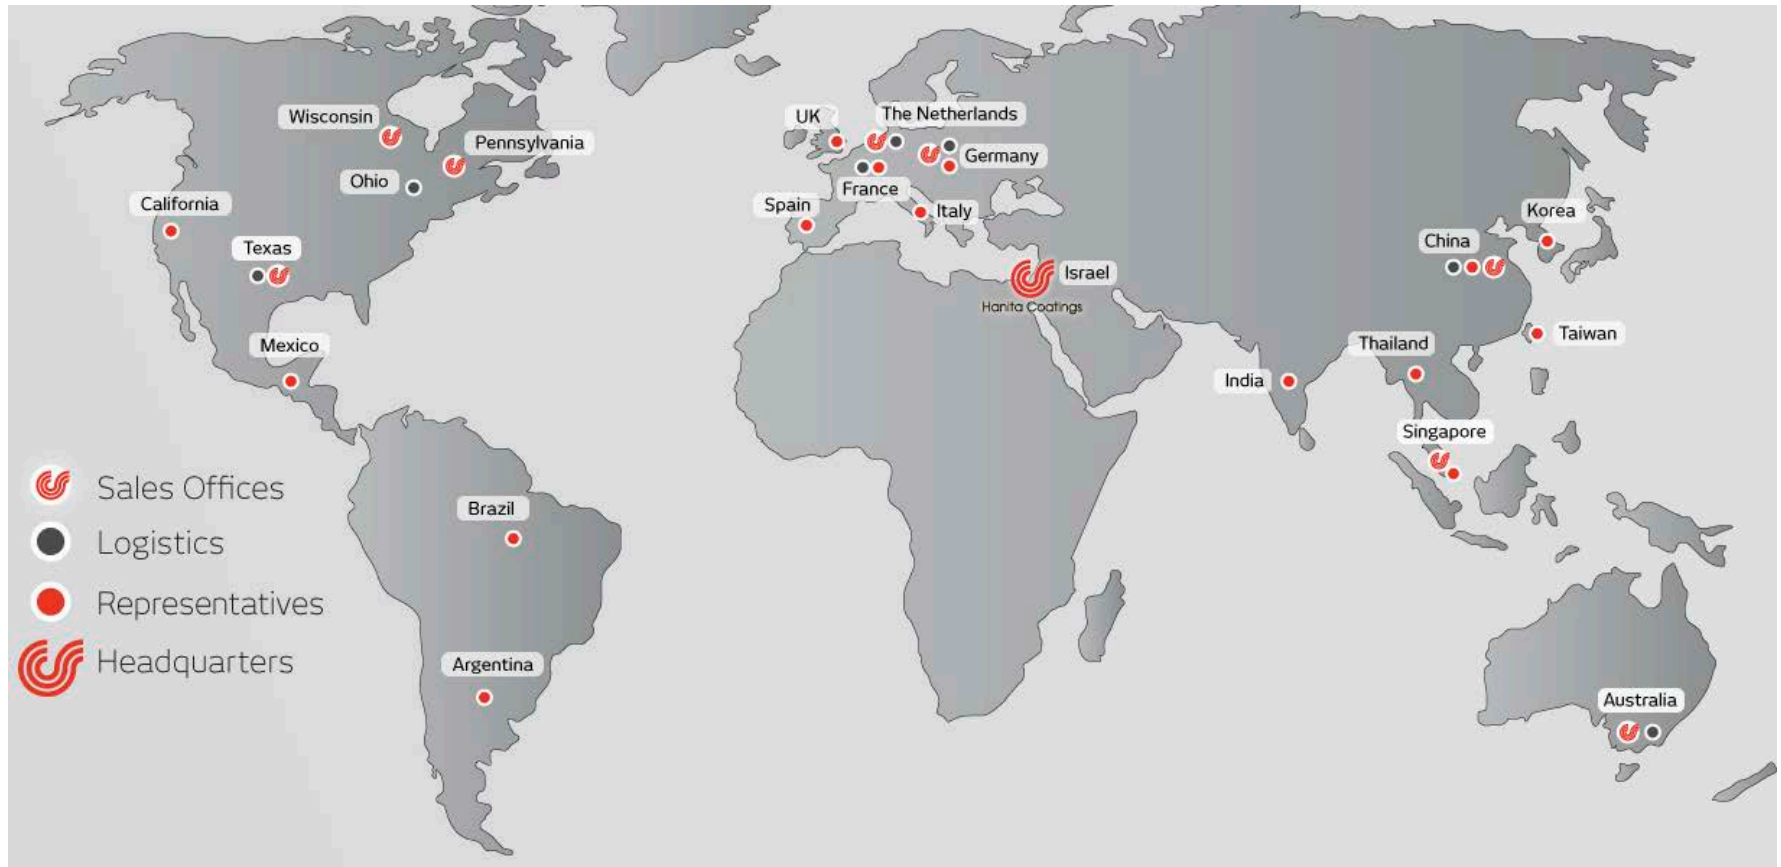 Wisconsin
Pennsylvania
Ohio
California
Texas
Mexico
Brazil
Argentina
UK
The Netherlands
Germany
France
Spain
Italy
Israel
Hanita Coatings
Korea
China
Taiwan
Thailand
India
Singapore
Australia
Sales Offices
Logistics
Representatives
Headquarters